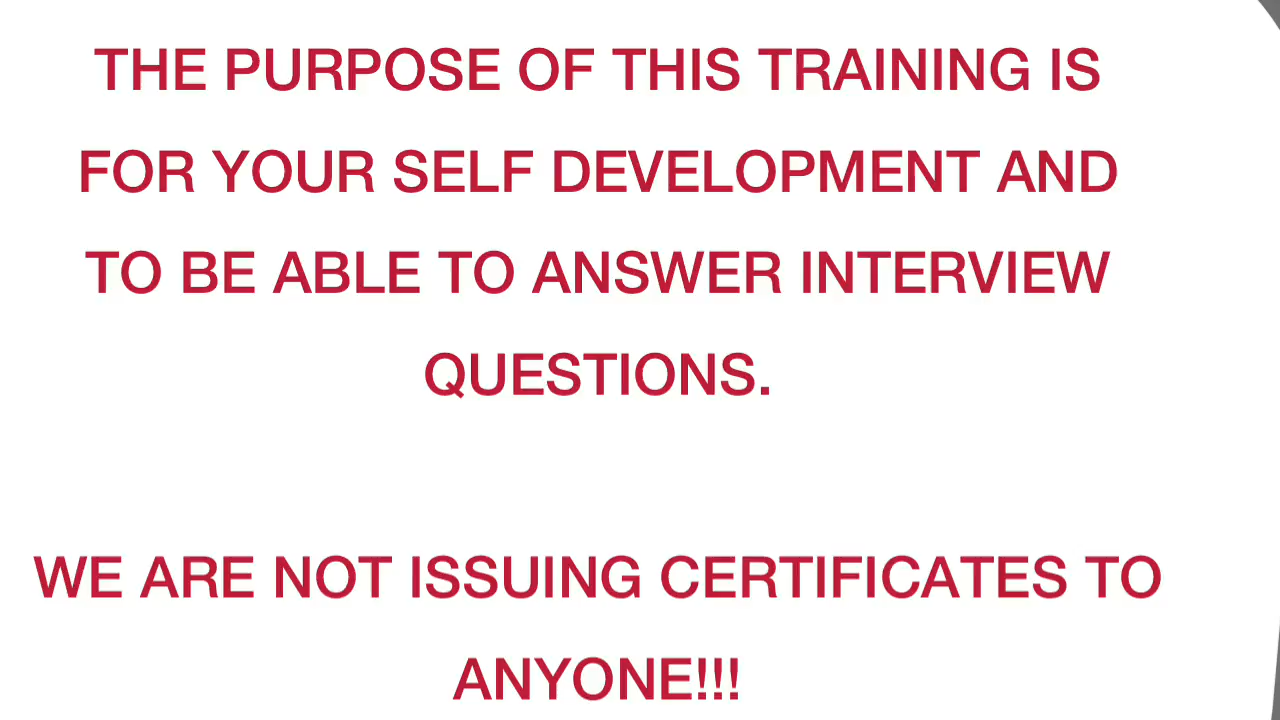 THE PURPOSE OF THIS TRAINING IS
FOR YOUR SELF DEVELOPMENT AND
TO BE ABLE TO ANSWER INTERVIEW
QUESTIONS.
WE ARE NOT ISSUING CERTIFICATES TO
ANYONE!!!